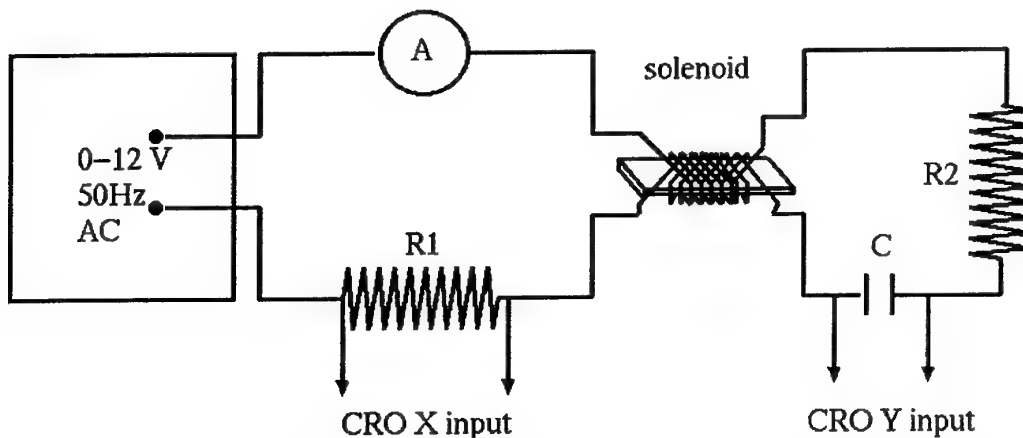 A
solenoid
0–12 V
50Hz
AC
R1
R2
C
CRO X input
CRO Y input